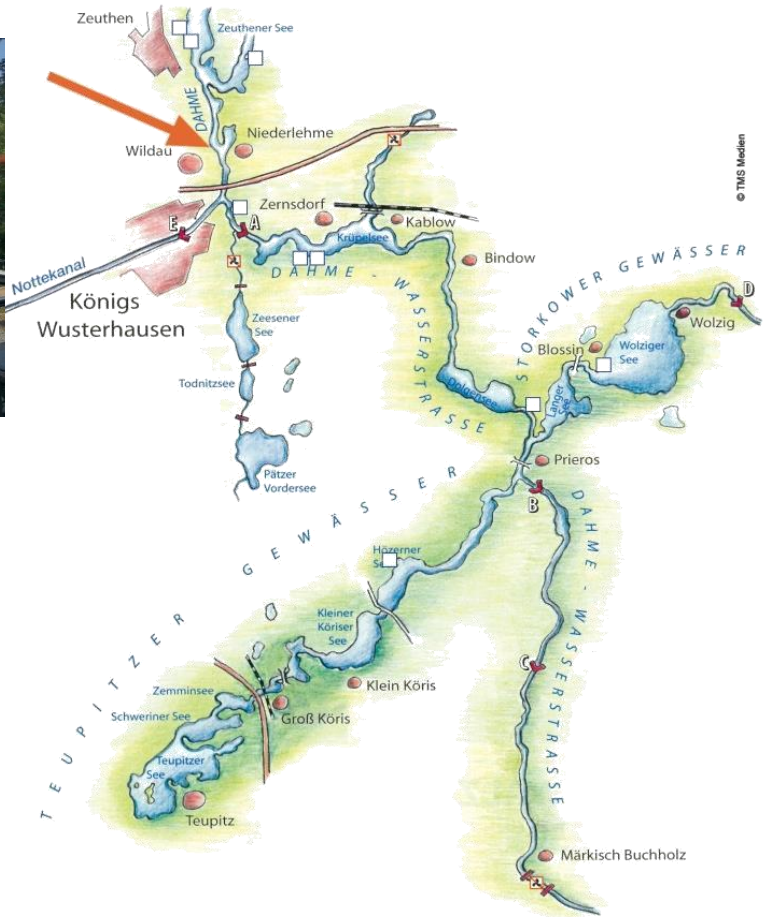 Zeuthen
Zeuthener See
DAHME
Niederlehme
Wildau
© TMS Medien
E
A
Zernsdorf
Kablow
Krüpelsee
Nottekanal
Königs
Wusterhausen
DAHME - WASSERSTRASSE
Bindow
STORKOWER GEWÄSSER
D
Wolzig
Zeesener
See
Blossin
Wolziger
See
Todnitzsee
Dolgensee
Langer
See
Pätzer
Vordersee
Prieros
B
TEUPITZER GEWÄSSER
DAHME - WASSERSTRASSE
Hözerner
See
Kleiner
Köriser
See
C
Klein Köris
Zemminsee
Groß Köris
Schweriner See
Teupitzer
See
Teupitz
Märkisch Buchholz